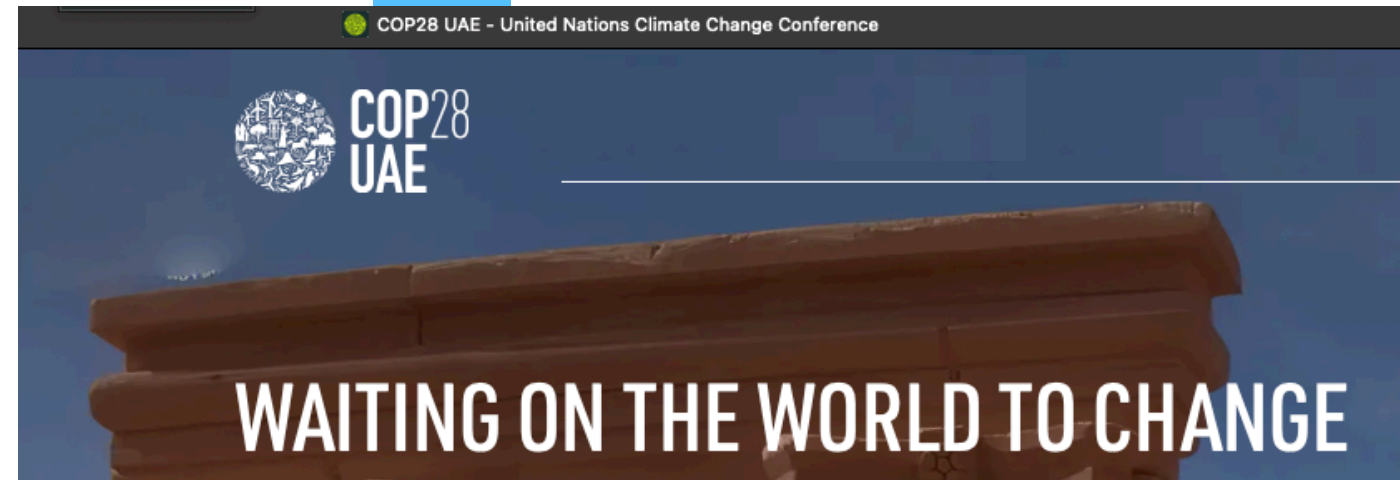 COP28 UAE - United Nations Climate Change Conference
COP28
UAE
WAITING ON THE WORLD TO CHANGE